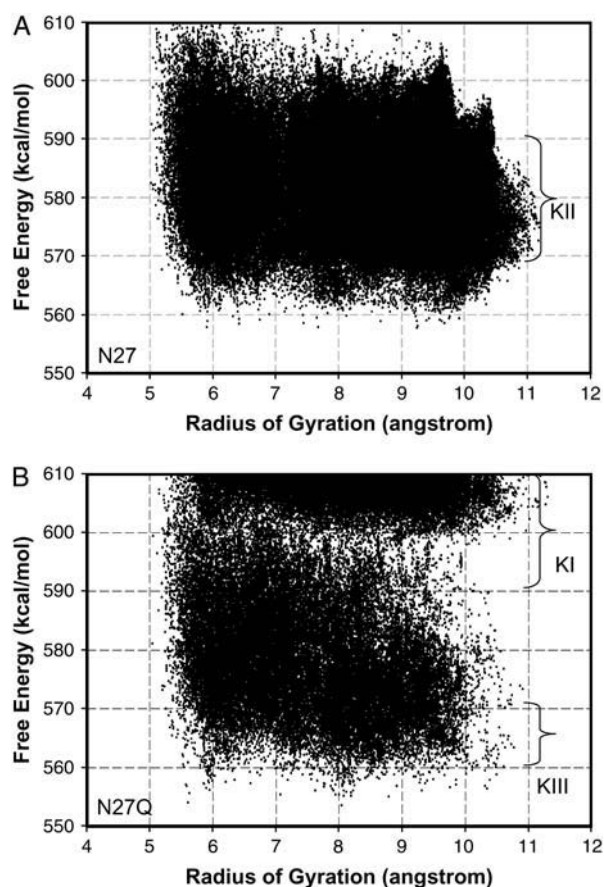 A
Free Energy (kcal/mol)
610
600
590
580
570
560
550
KII
N27
4 5 6 7 8 9 10 11 12
Radius of Gyration (angstrom)
B
Free Energy (kcal/mol)
610
600
590
580
570
560
550
KI
KIII
N27Q
4 5 6 7 8 9 10 11 12
Radius of Gyration (angstrom)